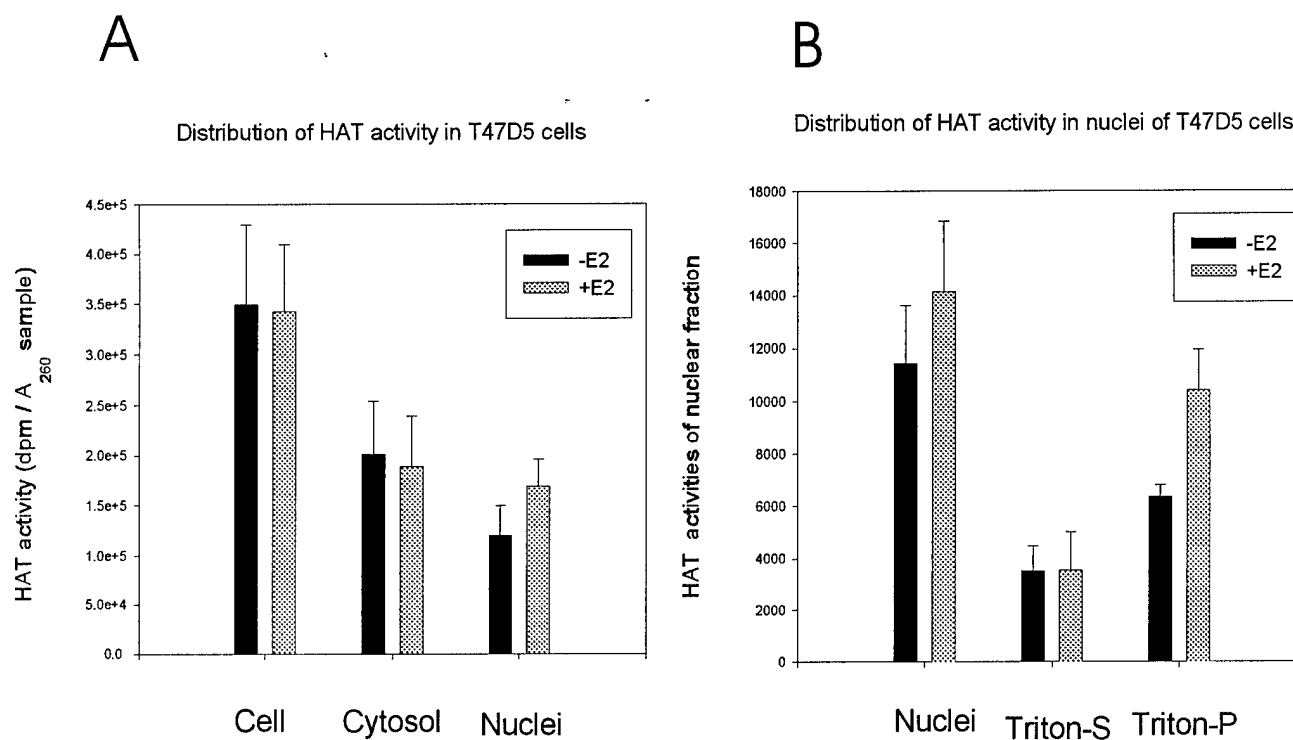 A
Distribution of HAT activity in T47D5 cells
HAT activity (dpm / A 260 sample)
4.5e+5
4.0e+5
3.5e+5
3.0e+5
2.5e+5
2.0e+5
1.5e+5
1.0e+5
5.0e+4
0.0
-E2
+E2
Cell Cytosol Nuclei
B
Distribution of HAT activity in nuclei of T47D5 cells
HAT activities of nuclear fraction
18000
16000
14000
12000
10000
8000
6000
4000
2000
0
-E2
+E2
Nuclei Triton-S Triton-P